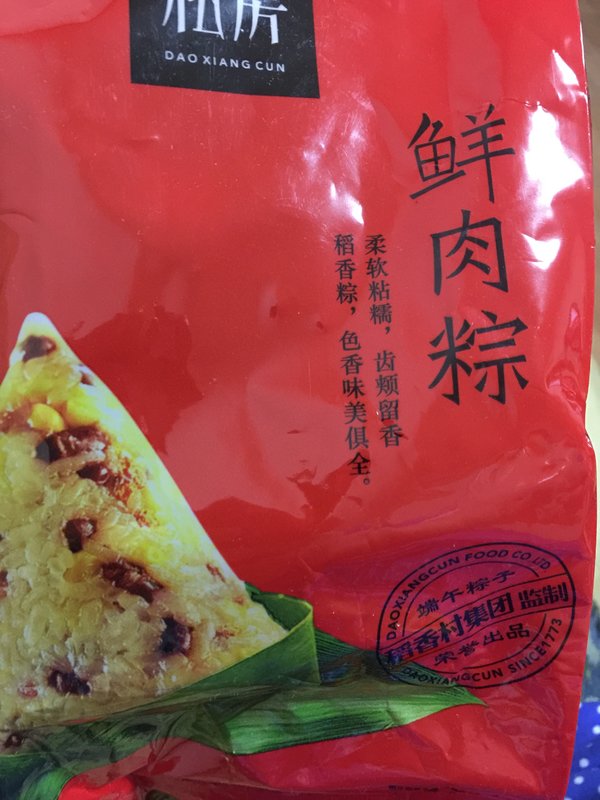 私房
DAO XIANG CUN
鲜肉粽
柔软粘糯，齿颊留香
稻香粽，色香味美俱全。
DAOXIANGCUN FOOD CO LTD
端午粽子
稻香村集团 监制
荣誉出品
DAOXIANGCUN SINCE1773